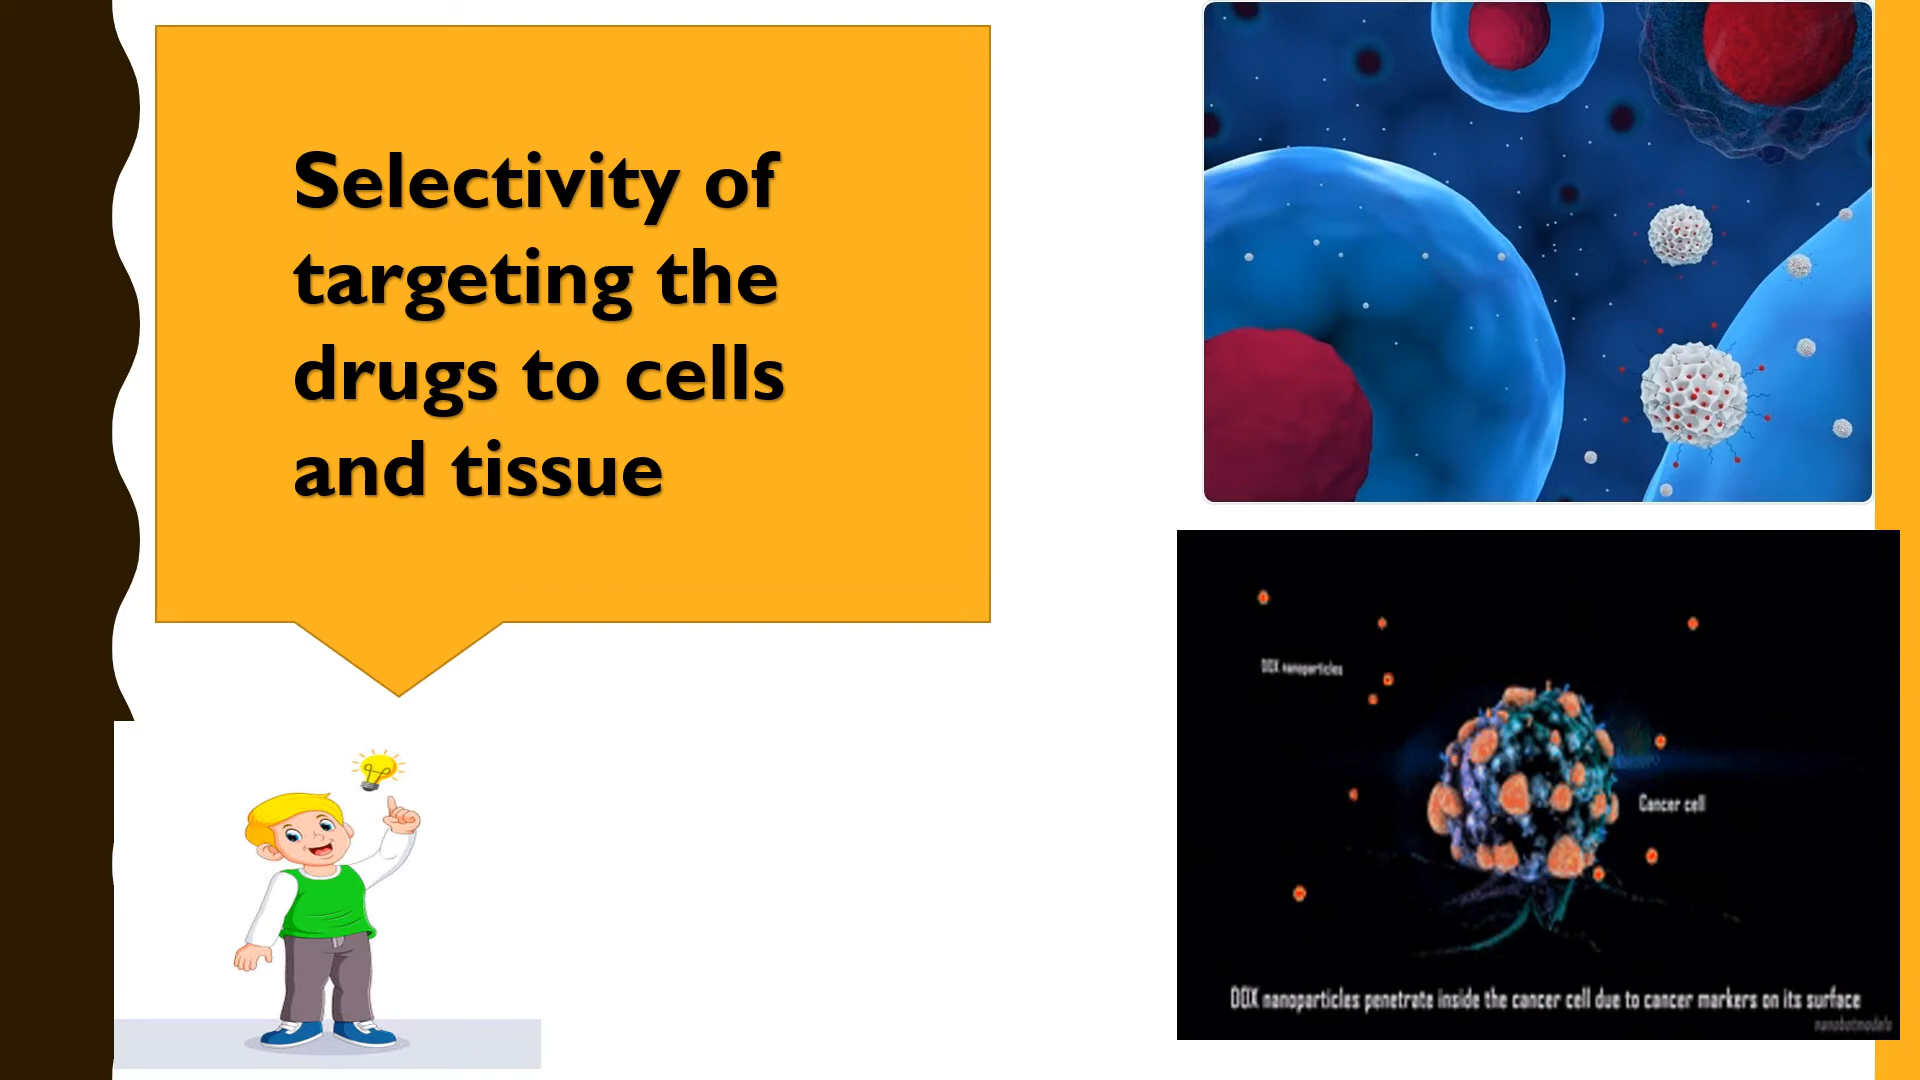 Selectivity of
targeting the
drugs to cells
and tissue
DOX nanoparticles
Cancer cell
DOX nanoparticles penetrate inside the cancer cell due to cancer markers on its surface
nanobotmodels